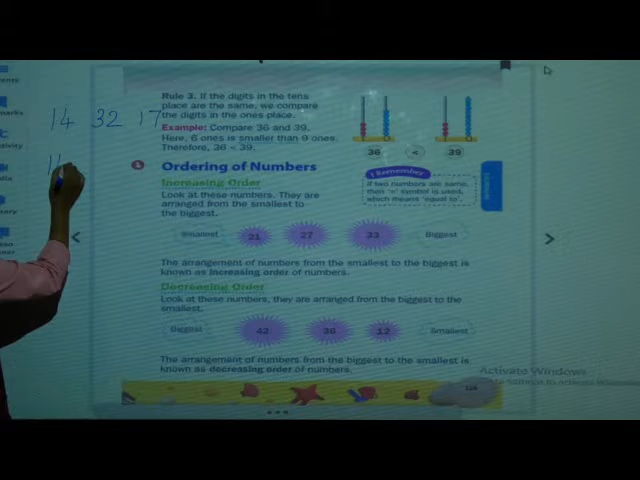 Rule 3. If the digits in the tens
place are the same, we compare
the digits in the ones place.
14 32 17
Example: Compare 36 and 39.
Here, 6 ones is smaller than 9 ones.
Therefore, 36 < 39.
36 < 39
1 Ordering of Numbers
I Remember
If two numbers are same,
then '=' symbol is used,
which means 'equal to'.
Increasing Order
Look at these numbers. They are
arranged from the smallest to
the biggest.
Smallest 21 27 33 Biggest
The arrangement of numbers from the smallest to the biggest is
known as increasing order of numbers.
Decreasing Order
Look at these numbers, they are arranged from the biggest to the
smallest.
Biggest 42 36 12 Smallest
The arrangement of numbers from the biggest to the smallest is
known as decreasing order of numbers.
Activate Windows